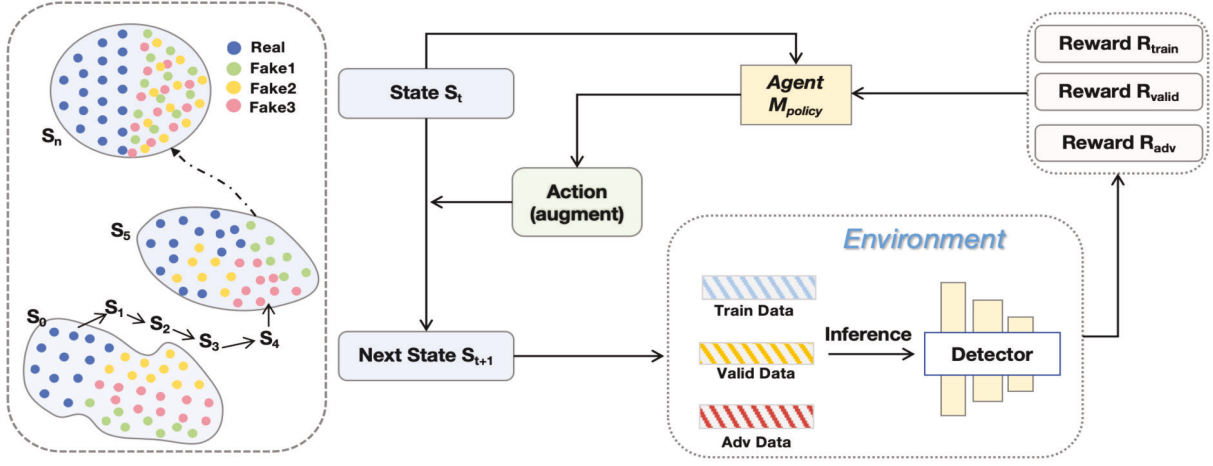 Real
Fake1
Fake2
Fake3
Sn
S5
S0
S1
S2
S3
S4
State St
Agent
Mpolicy
Action
(augment)
Next State St+1
Reward Rtrain
Reward Rvalid
Reward Radv
Environment
Train Data
Valid Data
Adv Data
Inference
Detector